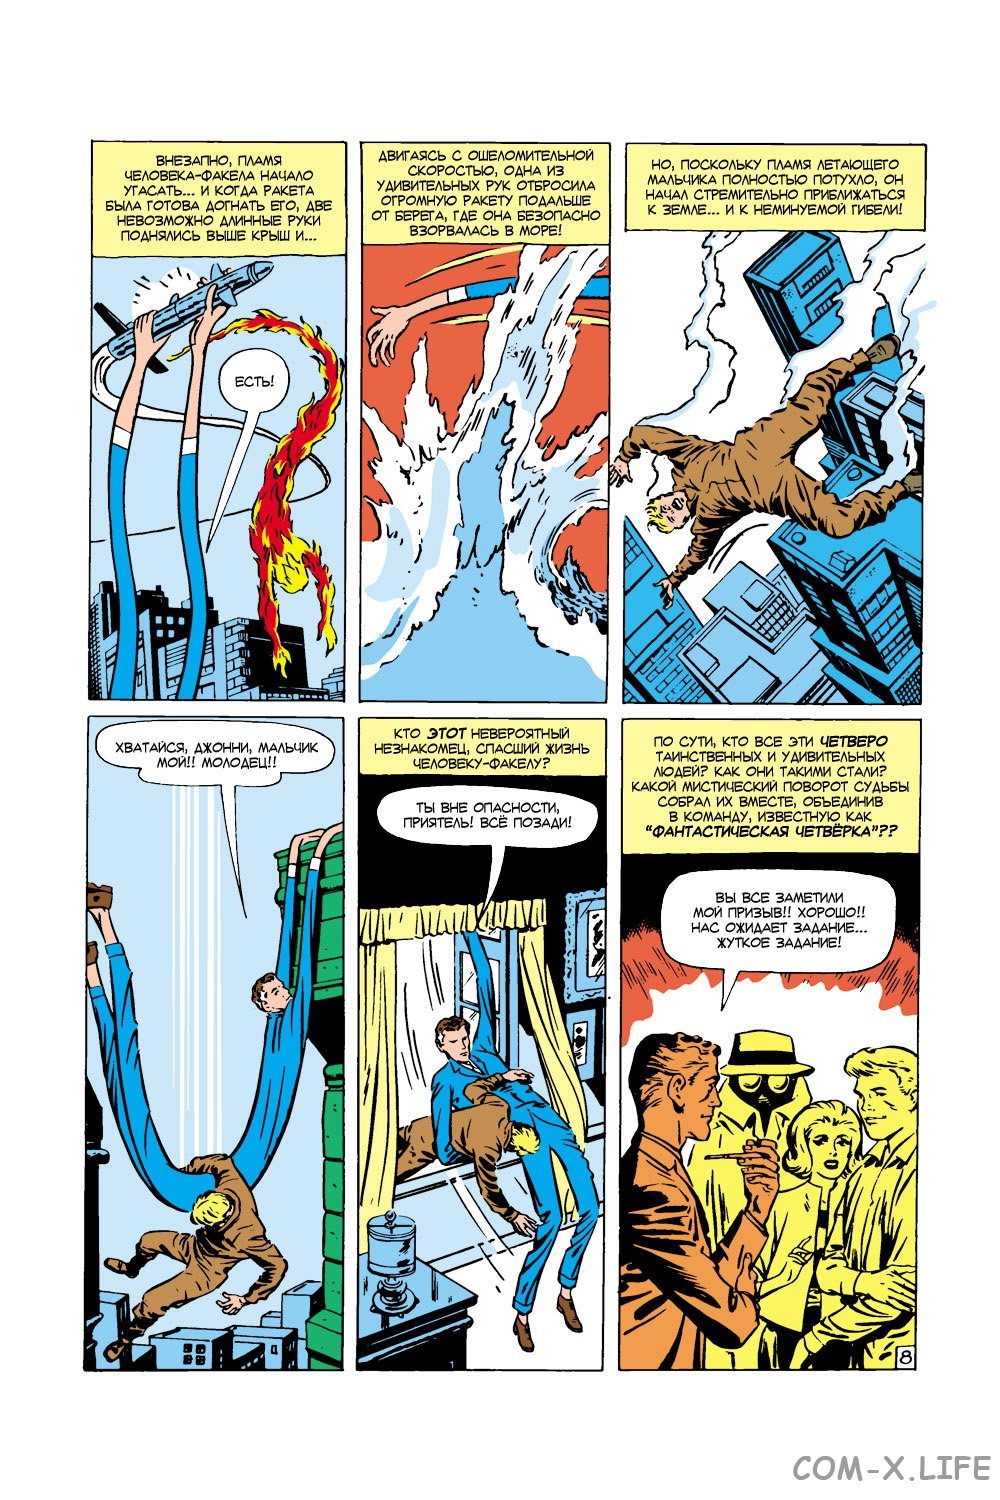 ВНЕЗАПНО, ПЛАМЯ
ЧЕЛОВЕКА-ФАКЕЛА НАЧАЛО
УГАСАТЬ... И КОГДА РАКЕТА
БЫЛА ГОТОВА ДОГНАТЬ ЕГО, ДВЕ
НЕВОЗМОЖНО ДЛИННЫЕ РУКИ
ПОДНЯЛИСЬ ВЫШЕ КРЫШ И...
ЕСТЬ!
ДВИГАЯСЬ С ОШЕЛОМИТЕЛЬНОЙ
СКОРОСТЬЮ, ОДНА ИЗ
УДИВИТЕЛЬНЫХ РУК ОТБРОСИЛА
ОГРОМНУЮ РАКЕТУ ПОДАЛЬШЕ
ОТ БЕРЕГА, ГДЕ ОНА БЕЗОПАСНО
ВЗОРВАЛАСЬ В МОРЕ!
НО, ПОСКОЛЬКУ ПЛАМЯ ЛЕТАЮЩЕГО
МАЛЬЧИКА ПОЛНОСТЬЮ ПОТУХЛО, ОН
НАЧАЛ СТРЕМИТЕЛЬНО ПРИБЛИЖАТЬСЯ
К ЗЕМЛЕ... И К НЕМИНУЕМОЙ ГИБЕЛИ!
ХВАТАЙСЯ, ДЖОННИ, МАЛЬЧИК
МОЙ!! МОЛОДЕЦ!!
КТО ЭТОТ НЕВЕРОЯТНЫЙ
НЕЗНАКОМЕЦ, СПАСШИЙ ЖИЗНЬ
ЧЕЛОВЕКУ-ФАКЕЛУ?
ТЫ ВНЕ ОПАСНОСТИ,
ПРИЯТЕЛЬ! ВСЁ ПОЗАДИ!
ПО СУТИ, КТО ВСЕ ЭТИ ЧЕТВЕРО
ТАИНСТВЕННЫХ И УДИВИТЕЛЬНЫХ
ЛЮДЕЙ? КАК ОНИ ТАКИМИ СТАЛИ?
КАКОЙ МИСТИЧЕСКИЙ ПОВОРОТ СУДЬБЫ
СОБРАЛ ИХ ВМЕСТЕ, ОБЪЕДИНИВ
В КОМАНДУ, ИЗВЕСТНУЮ КАК
"ФАНТАСТИЧЕСКАЯ ЧЕТВЁРКА"??
ВЫ ВСЕ ЗАМЕТИЛИ
МОЙ ПРИЗЫВ!! ХОРОШО!!
НАС ОЖИДАЕТ ЗАДАНИЕ...
ЖУТКОЕ ЗАДАНИЕ!
8
COM-X.LIFE